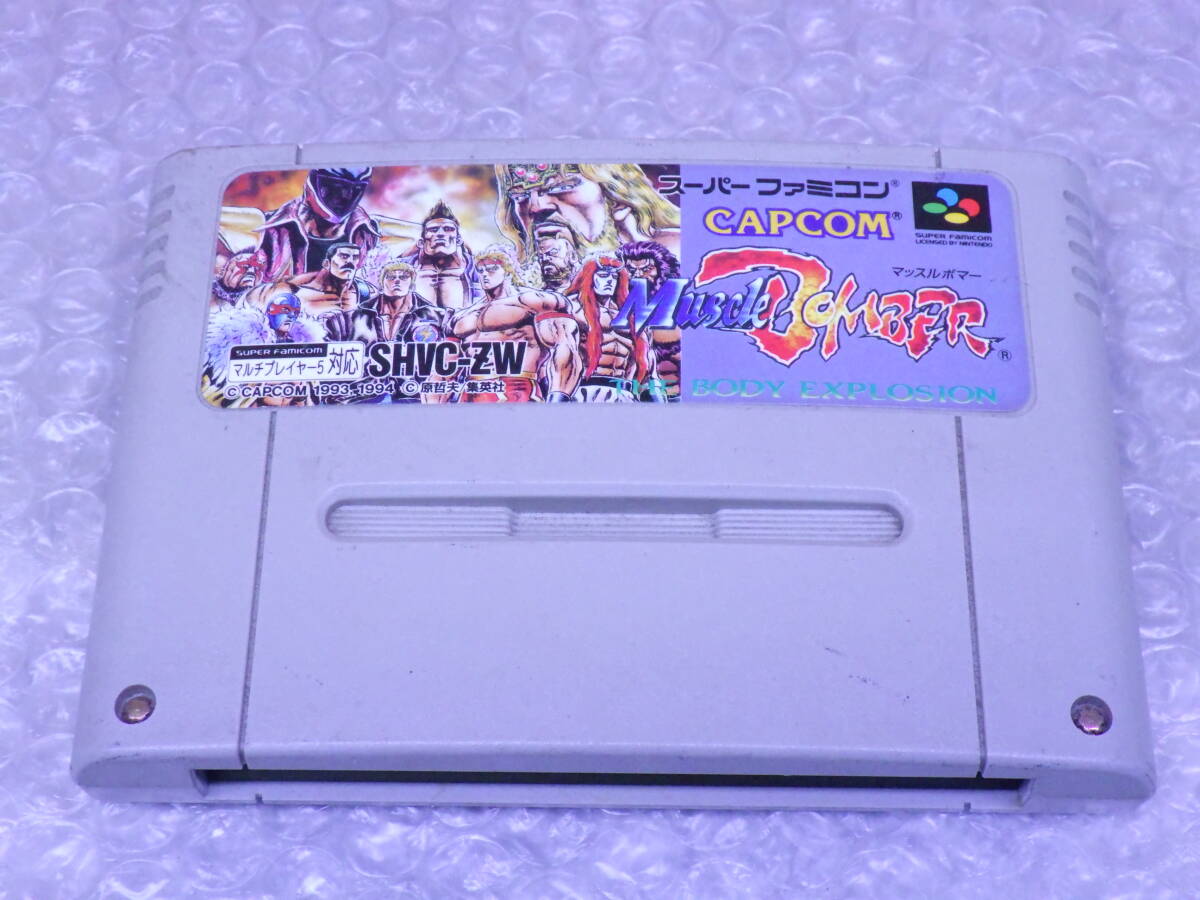 スーパーファミコン®
CAPCOM®
SUPER FAMICOM
LICENSED BY NINTENDO
マッスルボマー
Muscle BOMBER®
THE BODY EXPLOSION
SUPER FAMICOM
マルチプレイヤー5 対応
SHVC-ZW
© CAPCOM 1993, 1994 © 原哲夫 集英社